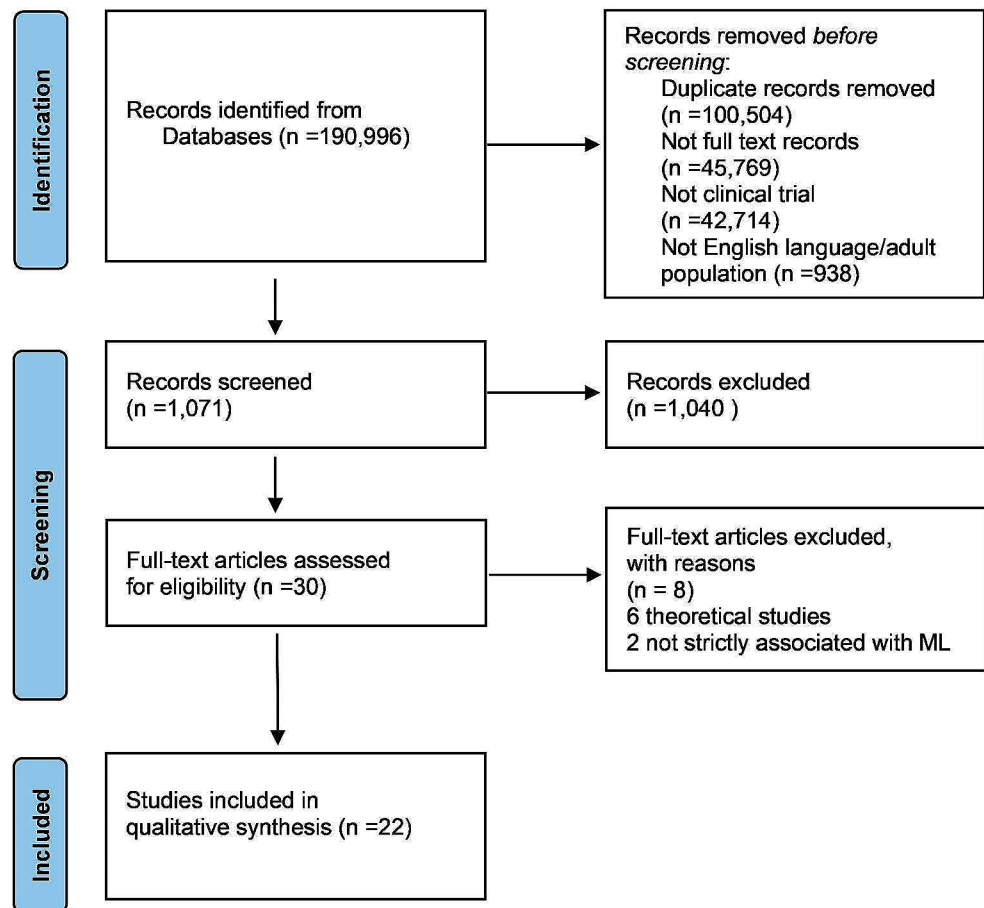 Identification
Records identified from
Databases (n =190,996)
Records removed before
screening:
Duplicate records removed
(n =100,504)
Not full text records
(n =45,769)
Not clinical trial
(n =42,714)
Not English language/adult
population (n =938)
Screening
Records screened
(n =1,071)
Records excluded
(n =1,040 )
Full-text articles assessed
for eligibility (n =30)
Full-text articles excluded,
with reasons
(n = 8)
6 theoretical studies
2 not strictly associated with ML
Included
Studies included in
qualitative synthesis (n =22)